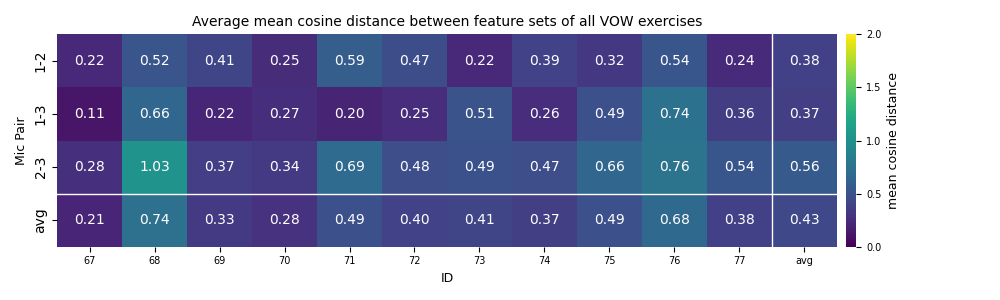 Average mean cosine distance between feature sets of all VOW exercises
Mic Pair
1-2 0.22 0.52 0.41 0.25 0.59 0.47 0.22 0.39 0.32 0.54 0.24 0.38
1-3 0.11 0.66 0.22 0.27 0.20 0.25 0.51 0.26 0.49 0.74 0.36 0.37
2-3 0.28 1.03 0.37 0.34 0.69 0.48 0.49 0.47 0.66 0.76 0.54 0.56
avg 0.21 0.74 0.33 0.28 0.49 0.40 0.41 0.37 0.49 0.68 0.38 0.43
67 68 69 70 71 72 73 74 75 76 77 avg
ID
2.0
1.5
1.0
0.5
0.0
mean cosine distance